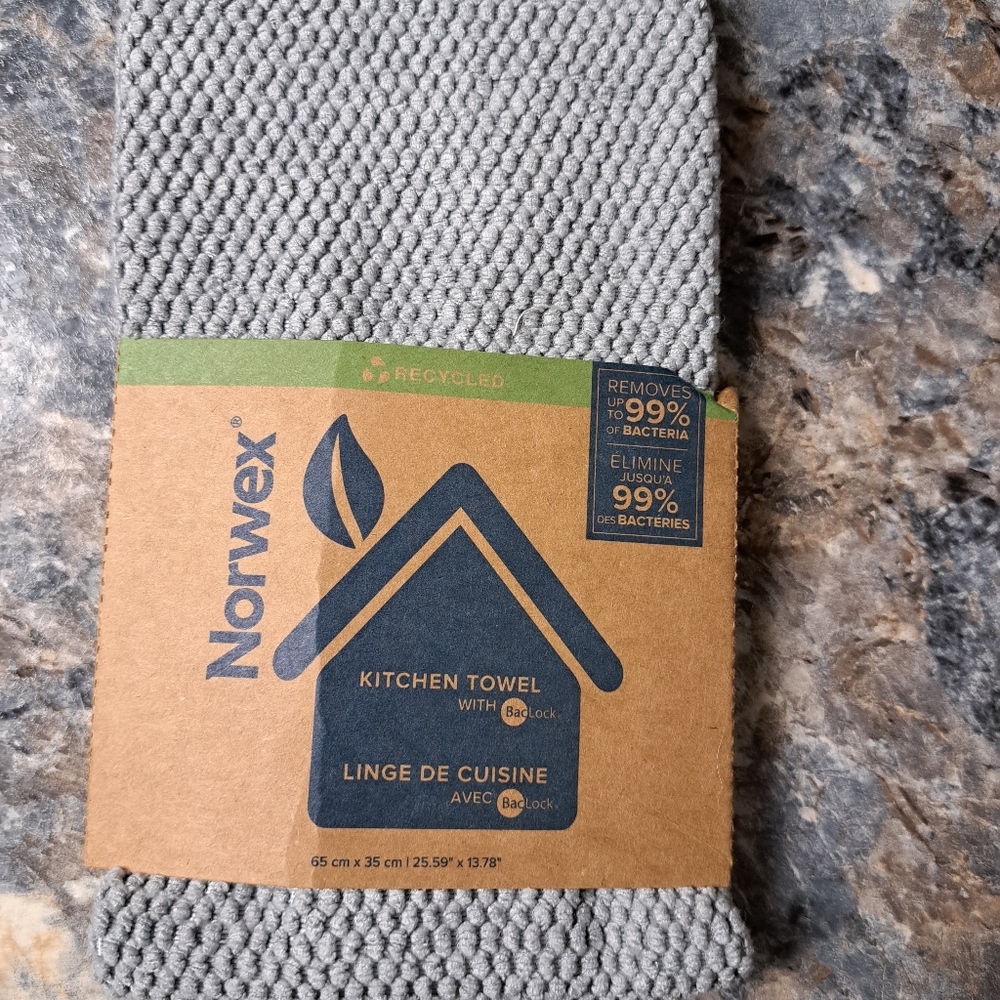 RECYCLED
REMOVES
UP TO 99%
OF BACTERIA
ÉLIMINE
JUSQU'À
99%
DES BACTÉRIES
Norwex®
KITCHEN TOWEL
WITH BacLock
LINGE DE CUISINE
AVEC BacLock
65 cm x 35 cm | 25.59" x 13.78"